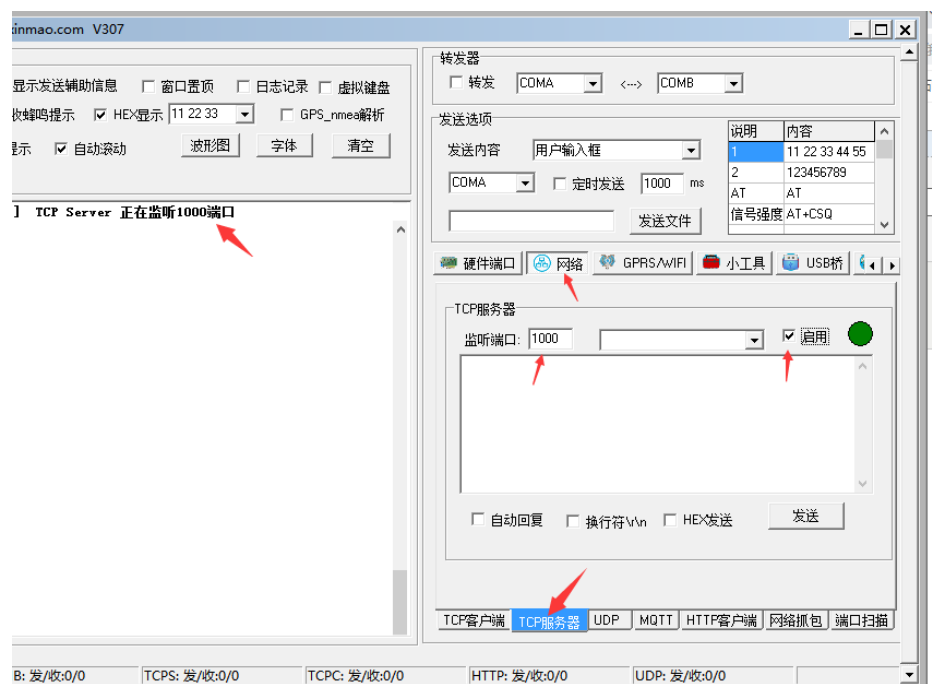 inmao.com V307
转发器
转发 COMA <--> COMB
显示发送辅助信息 窗口置顶 日志记录 虚拟键盘
收蜂鸣提示 HEX显示 11 22 33 GPS_nmea解析
提示 自动滚动 波形图 字体 清空
发送选项
发送内容 用户输入框
COMA 定时发送 1000 ms
发送文件
说明 内容
1 11 22 33 44 55
2 123456789
AT AT
信号强度 AT+CSQ
] TCP Server 正在监听1000端口
硬件端口 网络 GPRS/WIFI 小工具 USB桥
TCP服务器
监听端口: 1000 启用
自动回复 换行符\r\n HEX发送 发送
TCP客户端 TCP服务器 UDP MQTT HTTP客户端 网络抓包 端口扫描
B: 发/收:0/0 TCPS: 发/收:0/0 TCPC: 发/收:0/0 HTTP: 发/收:0/0 UDP: 发/收:0/0